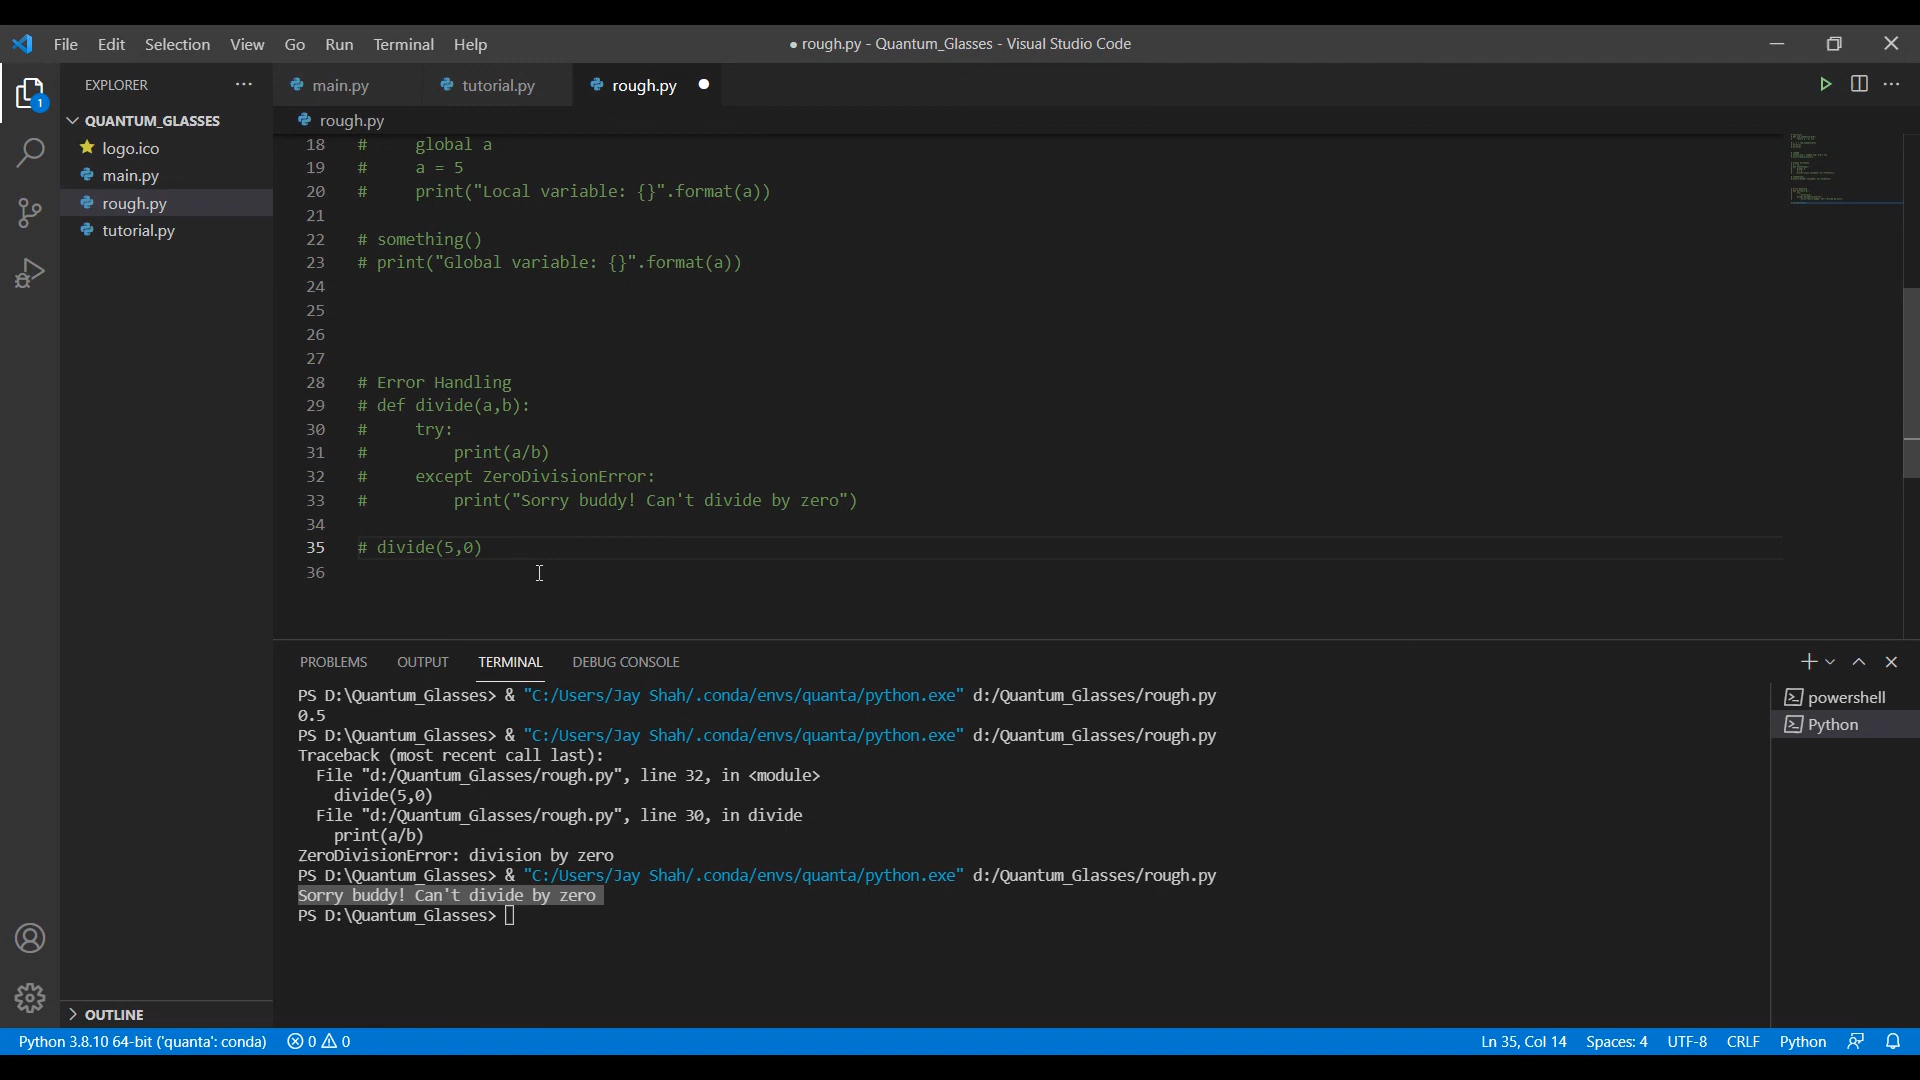 File Edit Selection View Go Run Terminal Help
● rough.py - Quantum_Glasses - Visual Studio Code
EXPLORER
1
QUANTUM_GLASSES
logo.ico
main.py
rough.py
tutorial.py
OUTLINE
main.py tutorial.py rough.py
rough.py
18 #     global a
19 #     a = 5
20 #     print("Local variable: {}".format(a))
21
22 # something()
23 # print("Global variable: {}".format(a))
24
25
26
27
28 # Error Handling
29 # def divide(a,b):
30 #     try:
31 #         print(a/b)
32 #     except ZeroDivisionError:
33 #         print("Sorry buddy! Can't divide by zero")
34
35 # divide(5,0)
36
PROBLEMS OUTPUT TERMINAL DEBUG CONSOLE
PS D:\Quantum_Glasses> & "C:/Users/Jay Shah/.conda/envs/quanta/python.exe" d:/Quantum_Glasses/rough.py
0.5
PS D:\Quantum_Glasses> & "C:/Users/Jay Shah/.conda/envs/quanta/python.exe" d:/Quantum_Glasses/rough.py
Traceback (most recent call last):
  File "d:/Quantum_Glasses/rough.py", line 32, in <module>
    divide(5,0)
  File "d:/Quantum_Glasses/rough.py", line 30, in divide
    print(a/b)
ZeroDivisionError: division by zero
PS D:\Quantum_Glasses> & "C:/Users/Jay Shah/.conda/envs/quanta/python.exe" d:/Quantum_Glasses/rough.py
Sorry buddy! Can't divide by zero
PS D:\Quantum_Glasses>
powershell
Python
Python 3.8.10 64-bit ('quanta': conda) 0 0 Ln 35, Col 14 Spaces: 4 UTF-8 CRLF Python